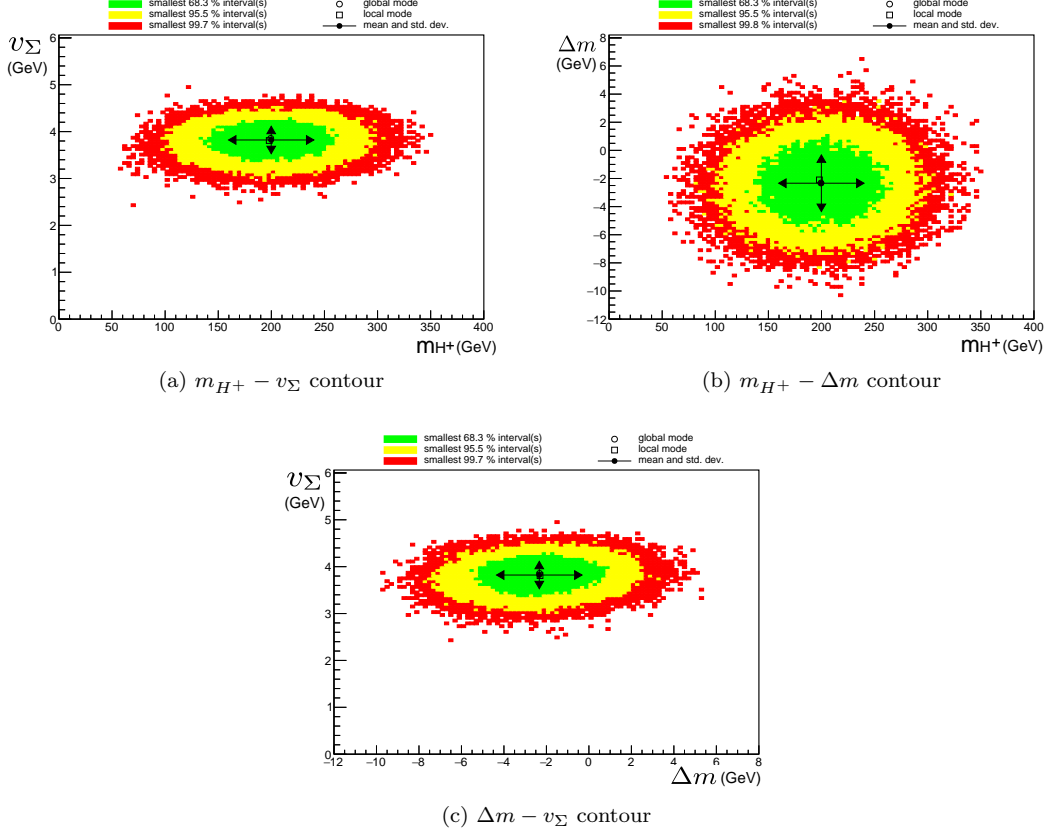 smallest 68.3 % interval(s) global mode
smallest 95.5 % interval(s) local mode
smallest 99.7 % interval(s) mean and std. dev.
vΣ
(GeV)
6
5
4
3
2
1
0
0 50 100 150 200 250 300 350 400
mH+(GeV)
(a) mH+ − vΣ contour
smallest 68.3 % interval(s) global mode
smallest 95.5 % interval(s) local mode
smallest 99.8 % interval(s) mean and std. dev.
Δm
(GeV)
8
6
4
2
0
−2
−4
−6
−8
−10
−12
0 50 100 150 200 250 300 350 400
mH+(GeV)
(b) mH+ − Δm contour
smallest 68.3 % interval(s) global mode
smallest 95.5 % interval(s) local mode
smallest 99.7 % interval(s) mean and std. dev.
vΣ
(GeV)
6
5
4
3
2
1
0
−12 −10 −8 −6 −4 −2 0 2 4 6 8
Δm(GeV)
(c) Δm − vΣ contour